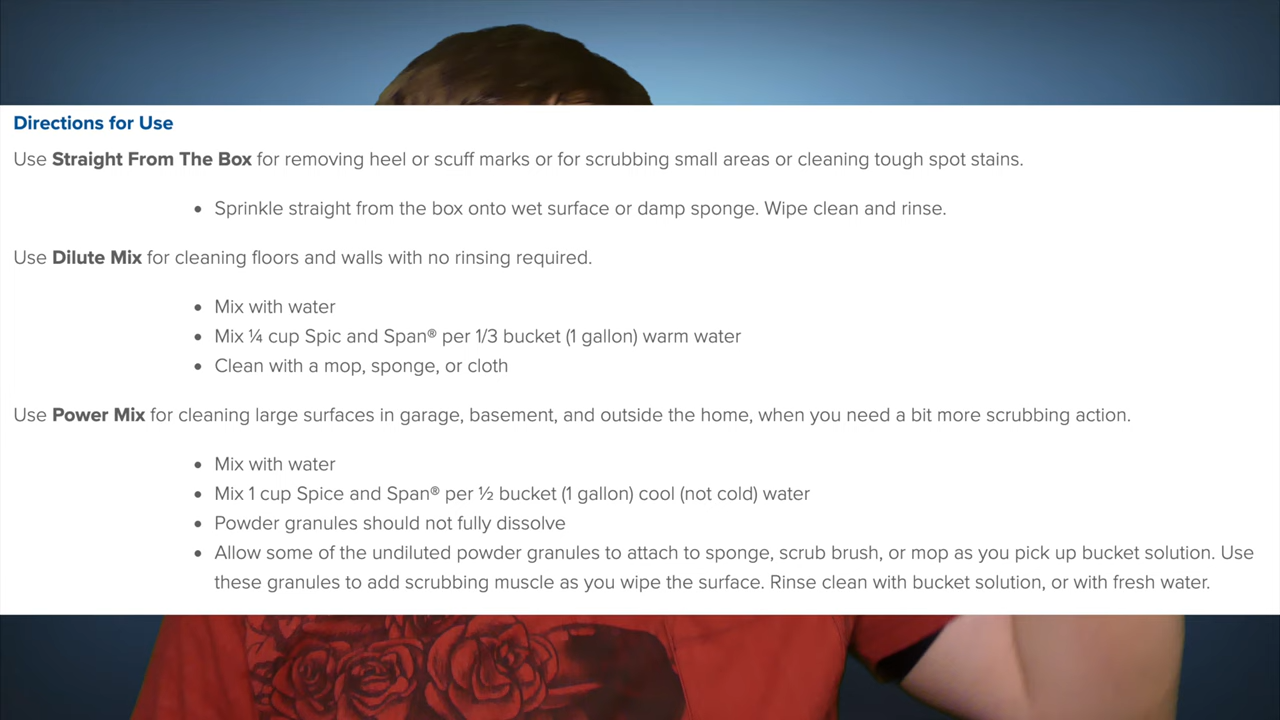 Directions for Use
Use Straight From The Box for removing heel or scuff marks or for scrubbing small areas or cleaning tough spot stains.
• Sprinkle straight from the box onto wet surface or damp sponge. Wipe clean and rinse.
Use Dilute Mix for cleaning floors and walls with no rinsing required.
• Mix with water
• Mix ¼ cup Spic and Span® per 1/3 bucket (1 gallon) warm water
• Clean with a mop, sponge, or cloth
Use Power Mix for cleaning large surfaces in garage, basement, and outside the home, when you need a bit more scrubbing action.
• Mix with water
• Mix 1 cup Spice and Span® per ½ bucket (1 gallon) cool (not cold) water
• Powder granules should not fully dissolve
• Allow some of the undiluted powder granules to attach to sponge, scrub brush, or mop as you pick up bucket solution. Use
these granules to add scrubbing muscle as you wipe the surface. Rinse clean with bucket solution, or with fresh water.